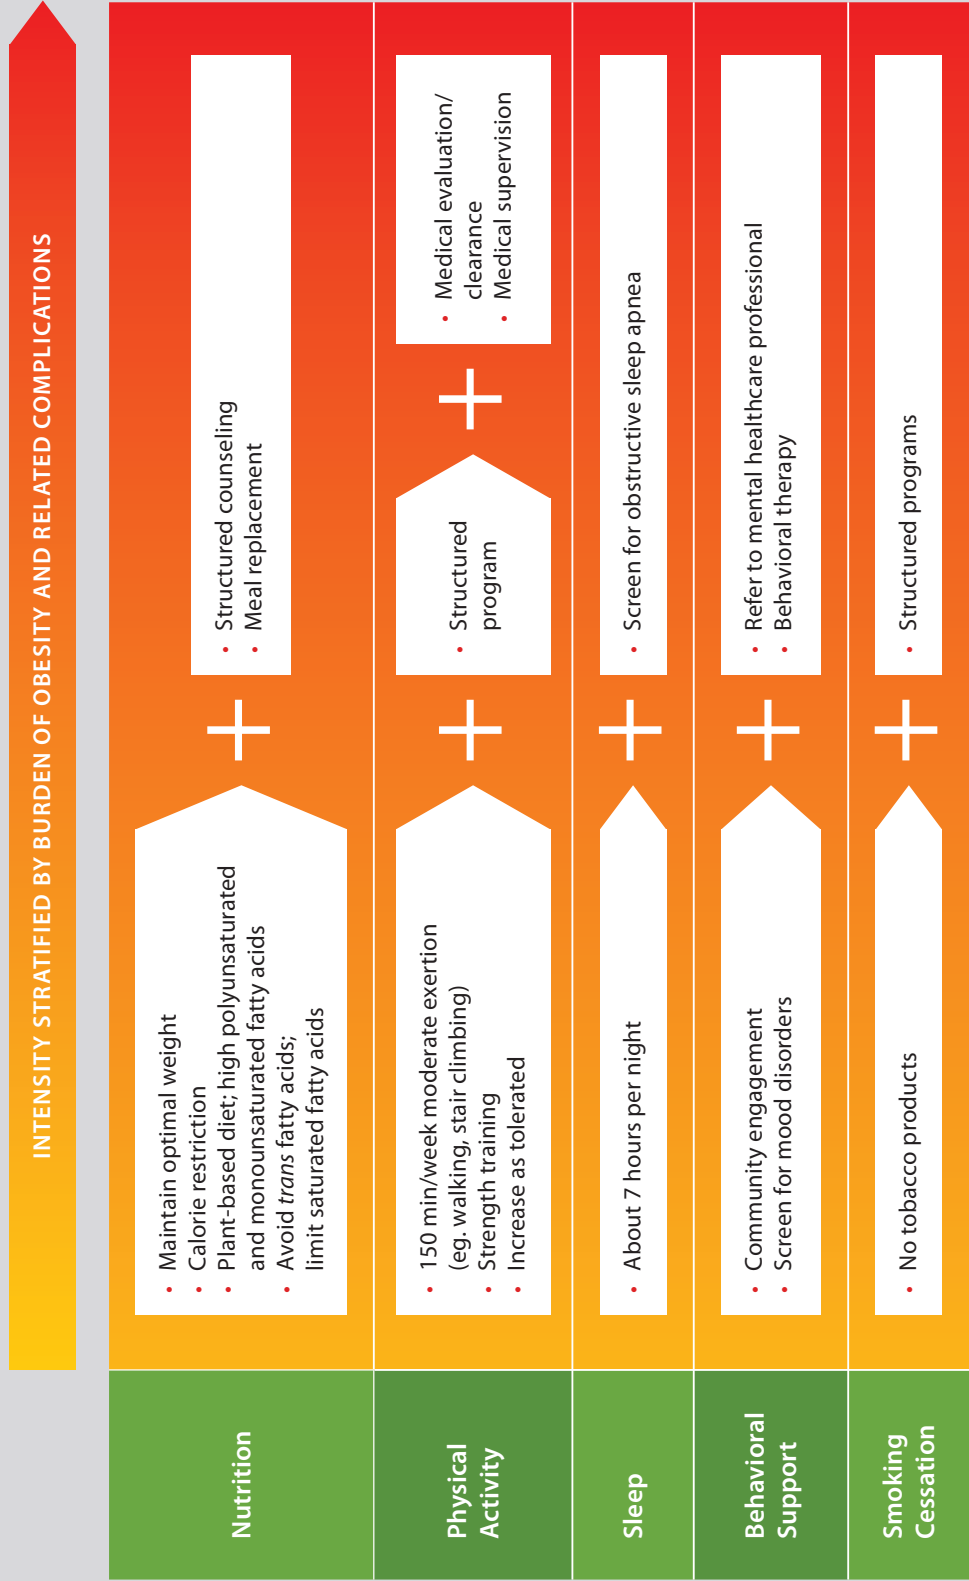 INTENSITY STRATIFIED BY BURDEN OF OBESITY AND RELATED COMPLICATIONS
Nutrition
• Maintain optimal weight
• Calorie restriction
• Plant-based diet; high polyunsaturated
and monounsaturated fatty acids
• Avoid trans fatty acids;
limit saturated fatty acids
+
• Structured counseling
• Meal replacement
Physical
Activity
• 150 min/week moderate exertion
(eg. walking, stair climbing)
• Strength training
• Increase as tolerated
+
• Structured
program
+
• Medical evaluation/
clearance
• Medical supervision
Sleep
• About 7 hours per night
+
• Screen for obstructive sleep apnea
Behavioral
Support
• Community engagement
• Screen for mood disorders
+
• Refer to mental healthcare professional
• Behavioral therapy
Smoking
Cessation
• No tobacco products
+
• Structured programs